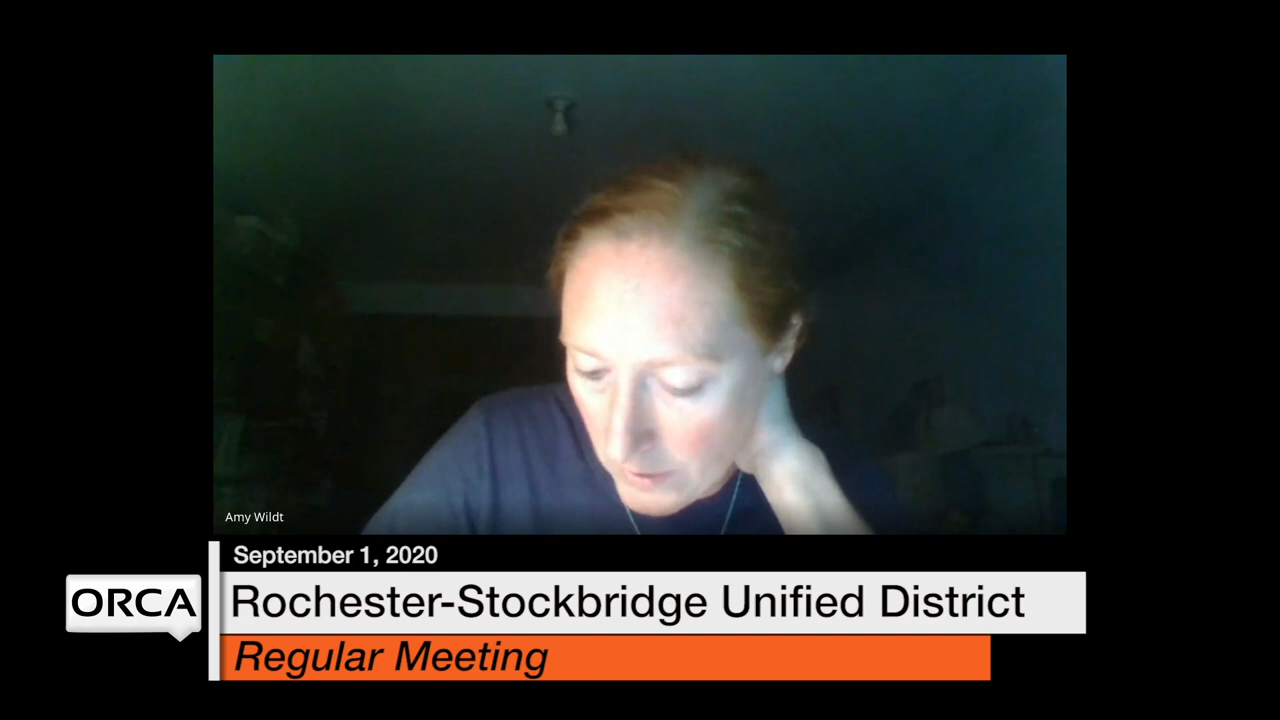 Amy Wildt
September 1, 2020
ORCA
Rochester-Stockbridge Unified District
Regular Meeting